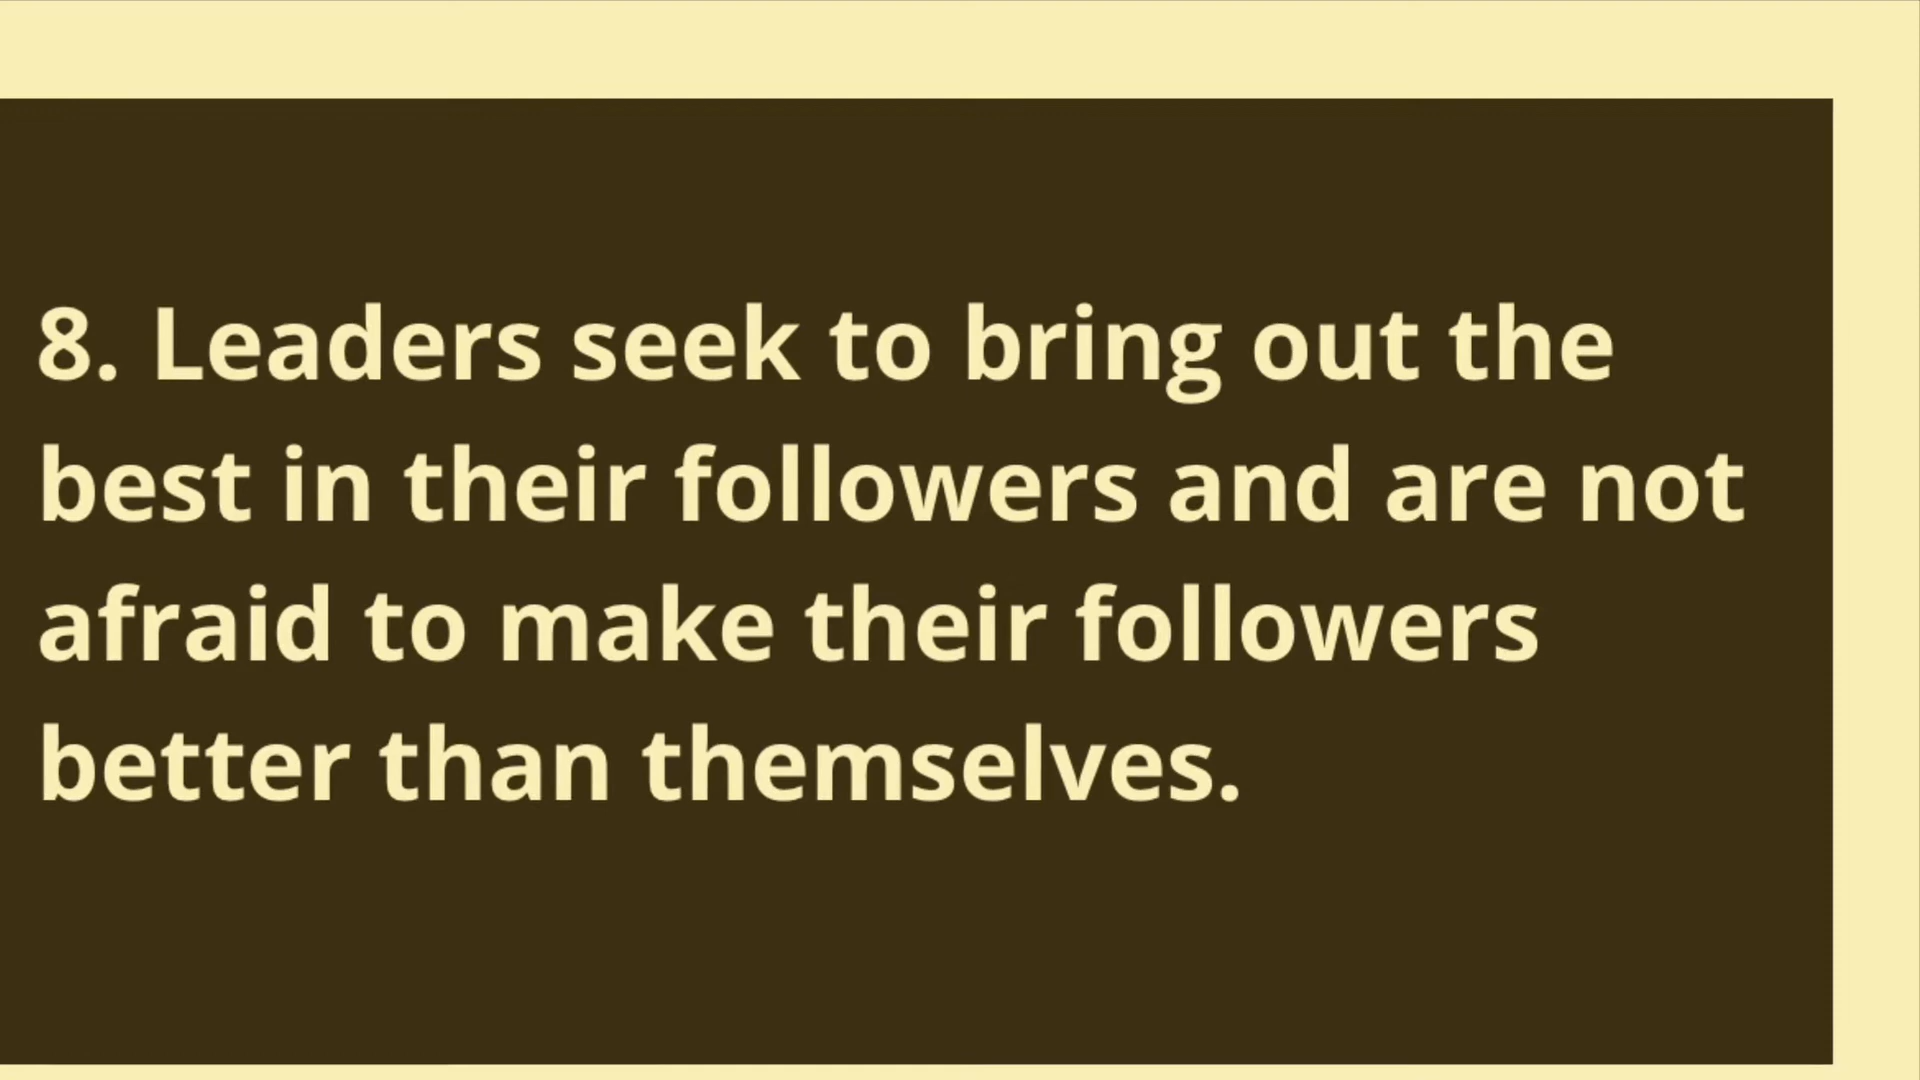 8. Leaders seek to bring out the
best in their followers and are not
afraid to make their followers
better than themselves.